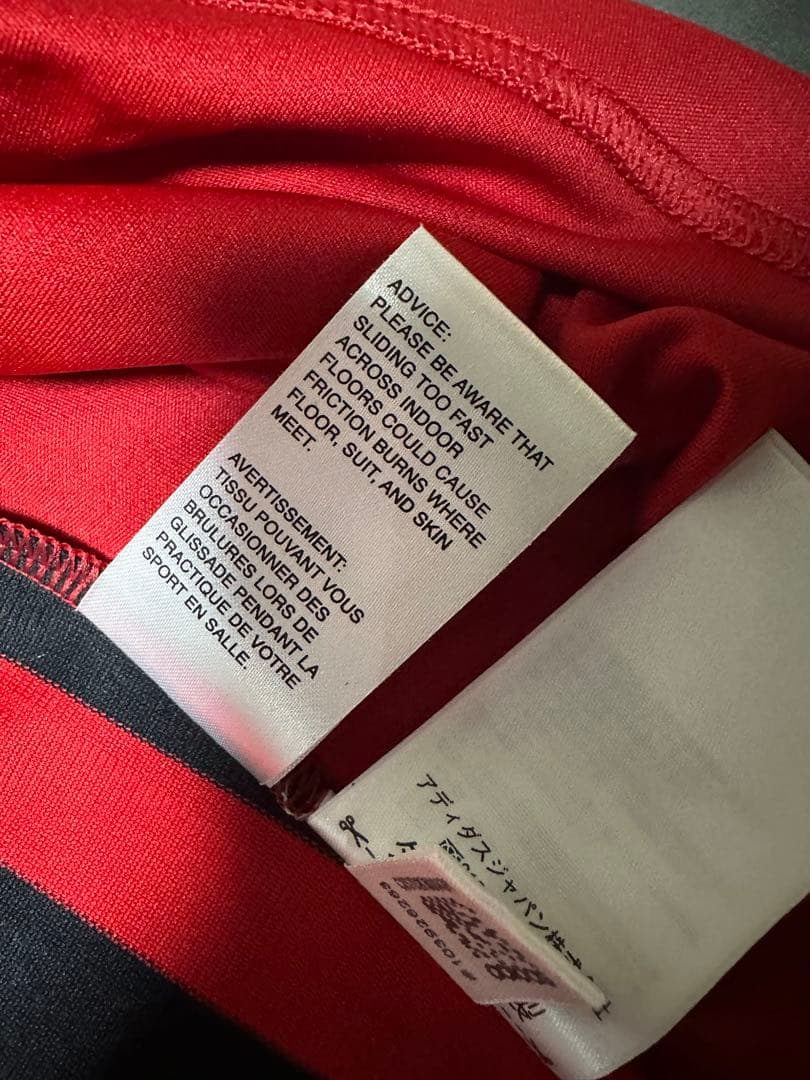 ADVICE:
PLEASE BE AWARE THAT
SLIDING TOO FAST
ACROSS INDOOR
FLOORS COULD CAUSE
FRICTION BURNS WHERE
FLOOR, SUIT, AND SKIN
MEET.
AVERTISSEMENT:
TISSU POUVANT VOUS
OCCASIONNER DES
BRULURES LORS DE
GLISSADE PENDANT LA
PRACTIQUE DE VOTRE
SPORT EN SALLE.
アディダスジャパン株